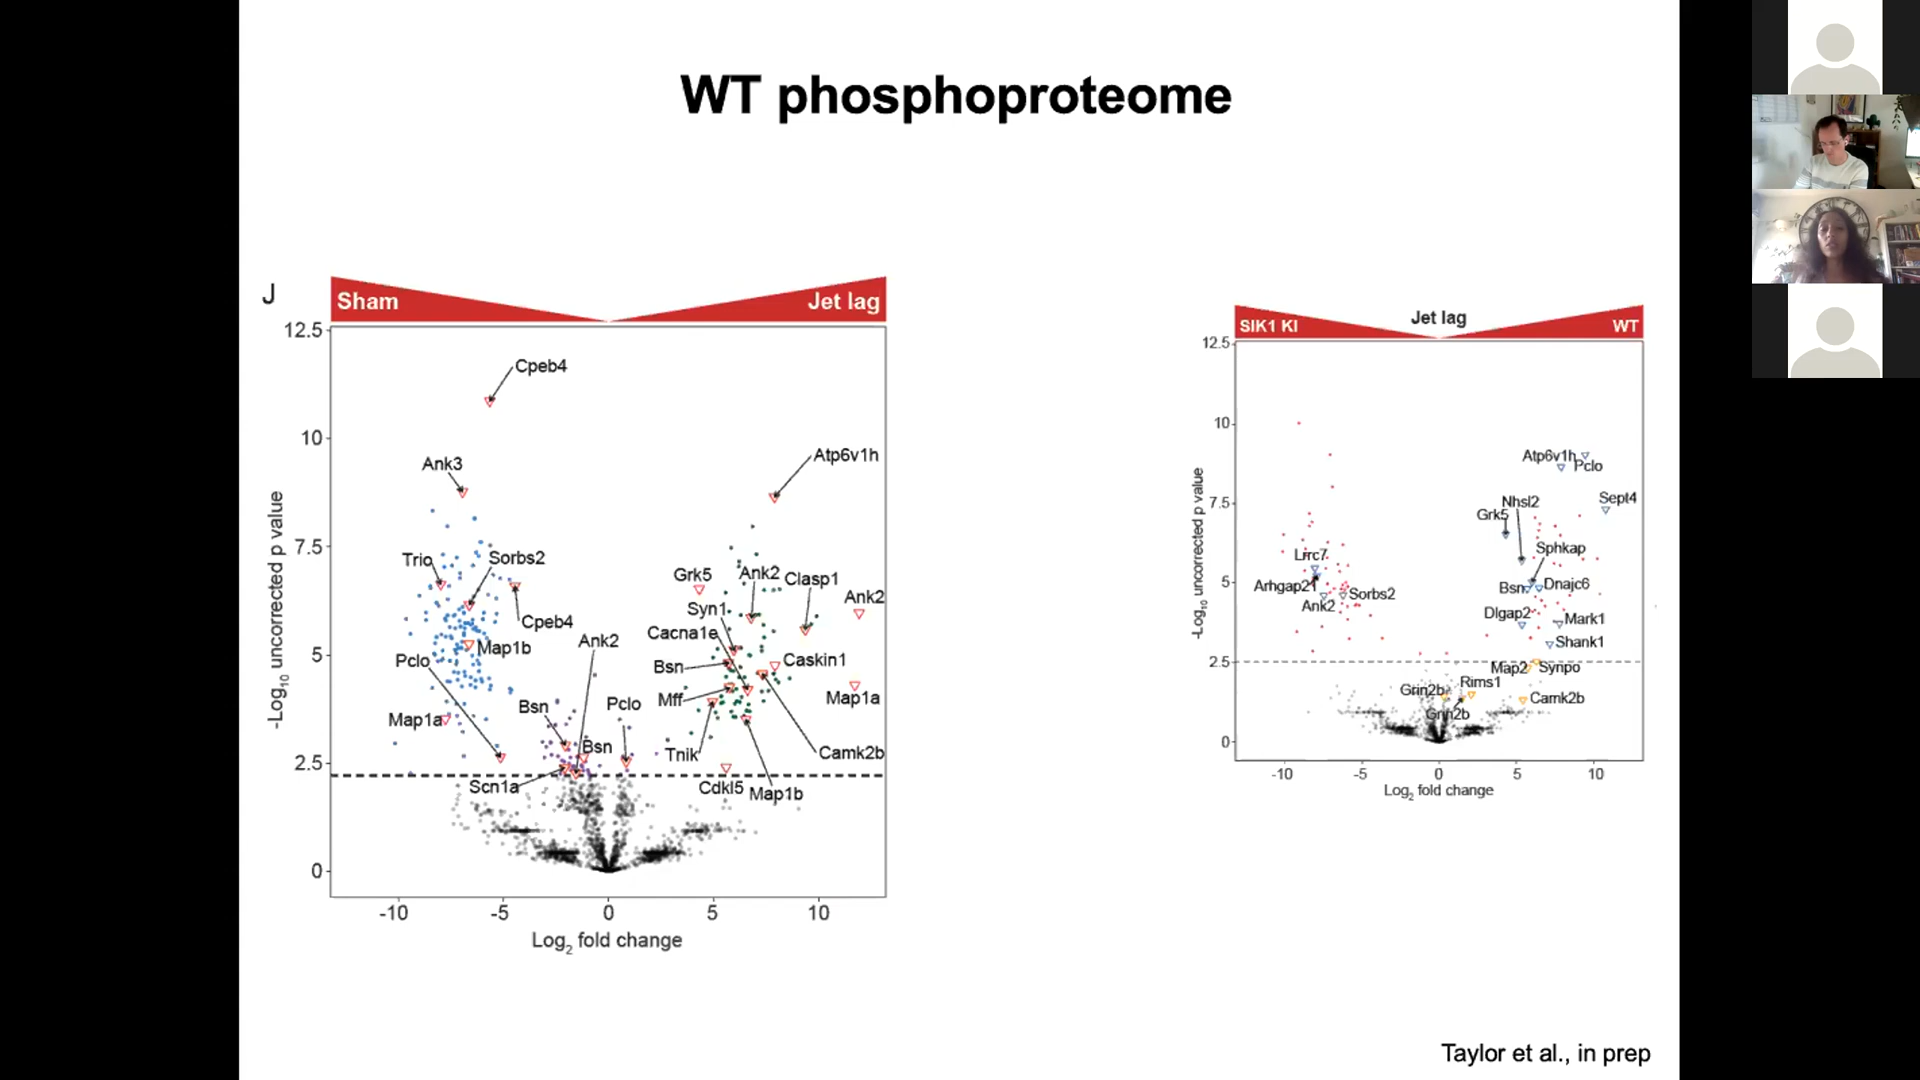 WT phosphoproteome
J
Sham
Jet lag
12.5
10
7.5
5
2.5
0
-Log10 uncorrected p value
Cpeb4
Ank3
Atp6v1h
Trio
Sorbs2
Grk5
Ank2
Clasp1
Ank2
Syn1
Cpeb4
Cacna1e
Map1b
Ank2
Pclo
Bsn
Caskin1
Mff
Map1a
Bsn
Pclo
Map1a
Bsn
Tnik
Camk2b
Scn1a
Cdkl5
Map1b
-10
-5
0
5
10
Log2 fold change
SIK1 KI
Jet lag
WT
12.5
10
7.5
5
2.5
0
-Log10 uncorrected p value
Atp6v1h
Pclo
Sept4
Nhsl2
Grk5
Lrrc7
Sphkap
Arhgap21
Bsn
Dnajc6
Sorbs2
Ank2
Dlgap2
Mark1
Shank1
Map2
Synpo
Rims1
Grin2b
Camk2b
Grin2b
-10
-5
0
5
10
Log2 fold change
Taylor et al., in prep